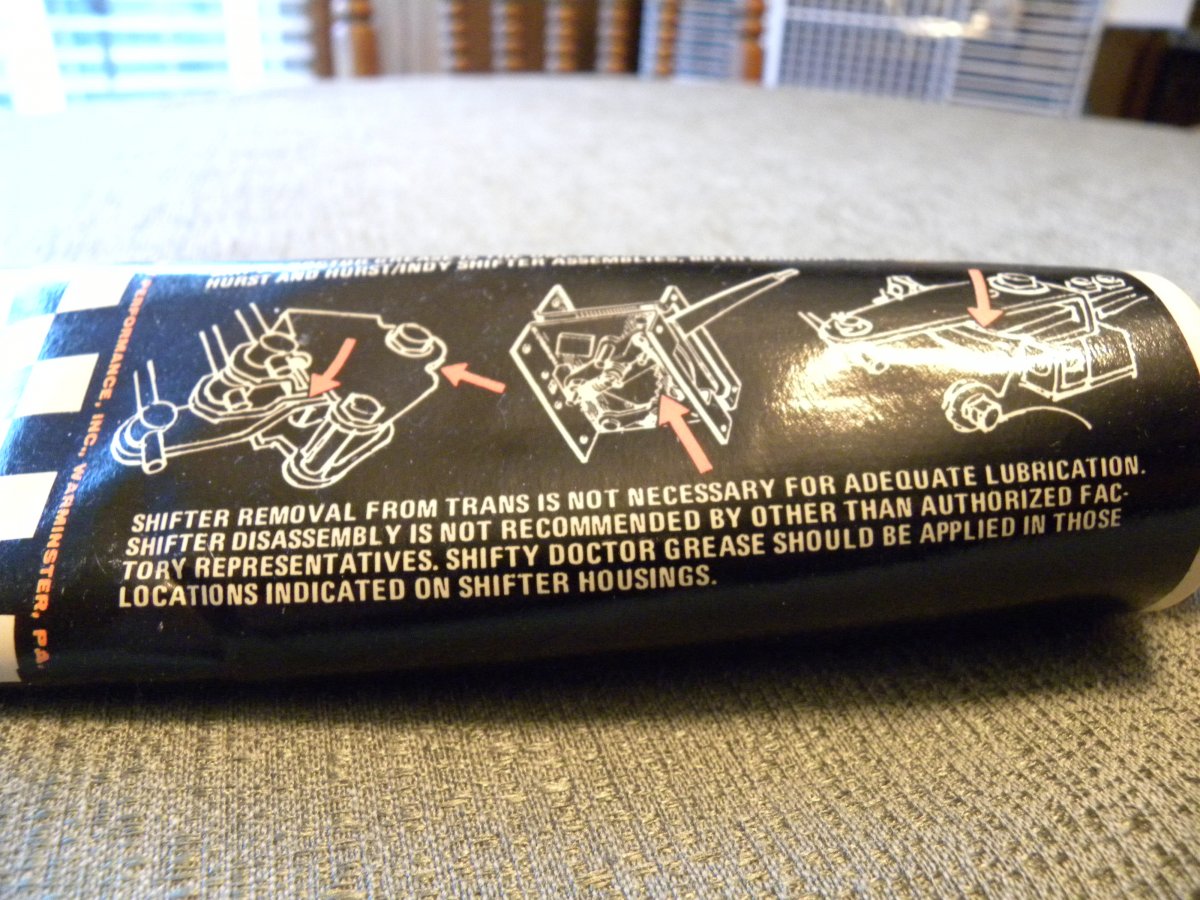 HURST AND HURST/INDY SHIFTER ASSEMBLIES.
SHIFTER REMOVAL FROM TRANS IS NOT NECESSARY FOR ADEQUATE LUBRICATION.
SHIFTER DISASSEMBLY IS NOT RECOMMENDED BY OTHER THAN AUTHORIZED FAC-
TORY REPRESENTATIVES. SHIFTY DOCTOR GREASE SHOULD BE APPLIED IN THOSE
LOCATIONS INDICATED ON SHIFTER HOUSINGS.
PERFORMANCE, INC., WARMINSTER, PA.